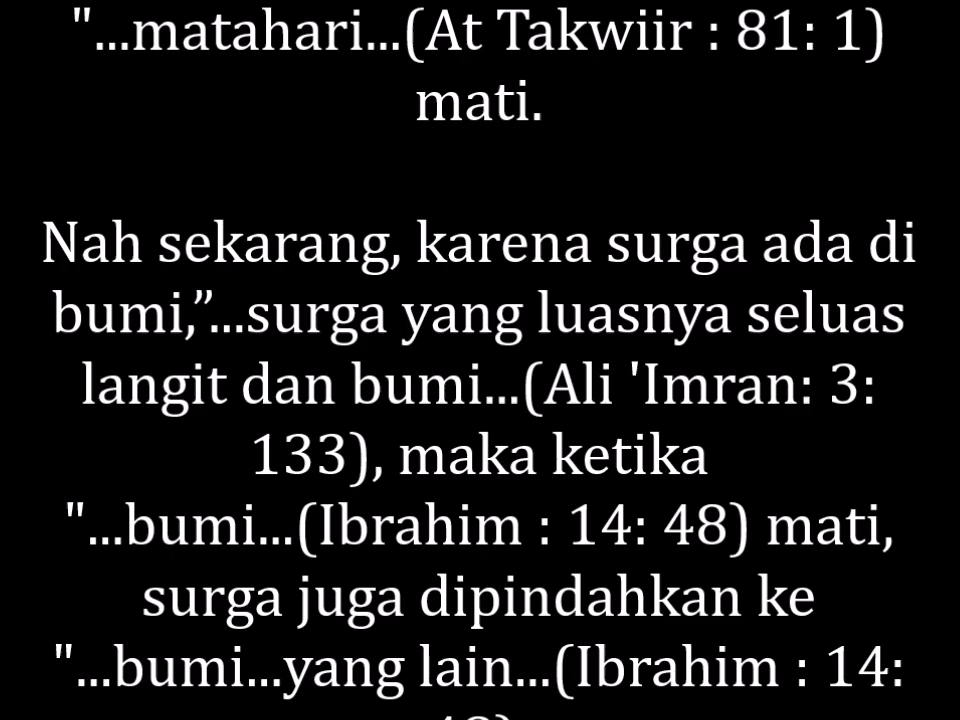 "...matahari...(At Takwiir : 81: 1)
mati.
Nah sekarang, karena surga ada di
bumi,”...surga yang luasnya seluas
langit dan bumi...(Ali 'Imran: 3:
133), maka ketika
"...bumi...(Ibrahim : 14: 48) mati,
surga juga dipindahkan ke
"...bumi...yang lain...(Ibrahim : 14: